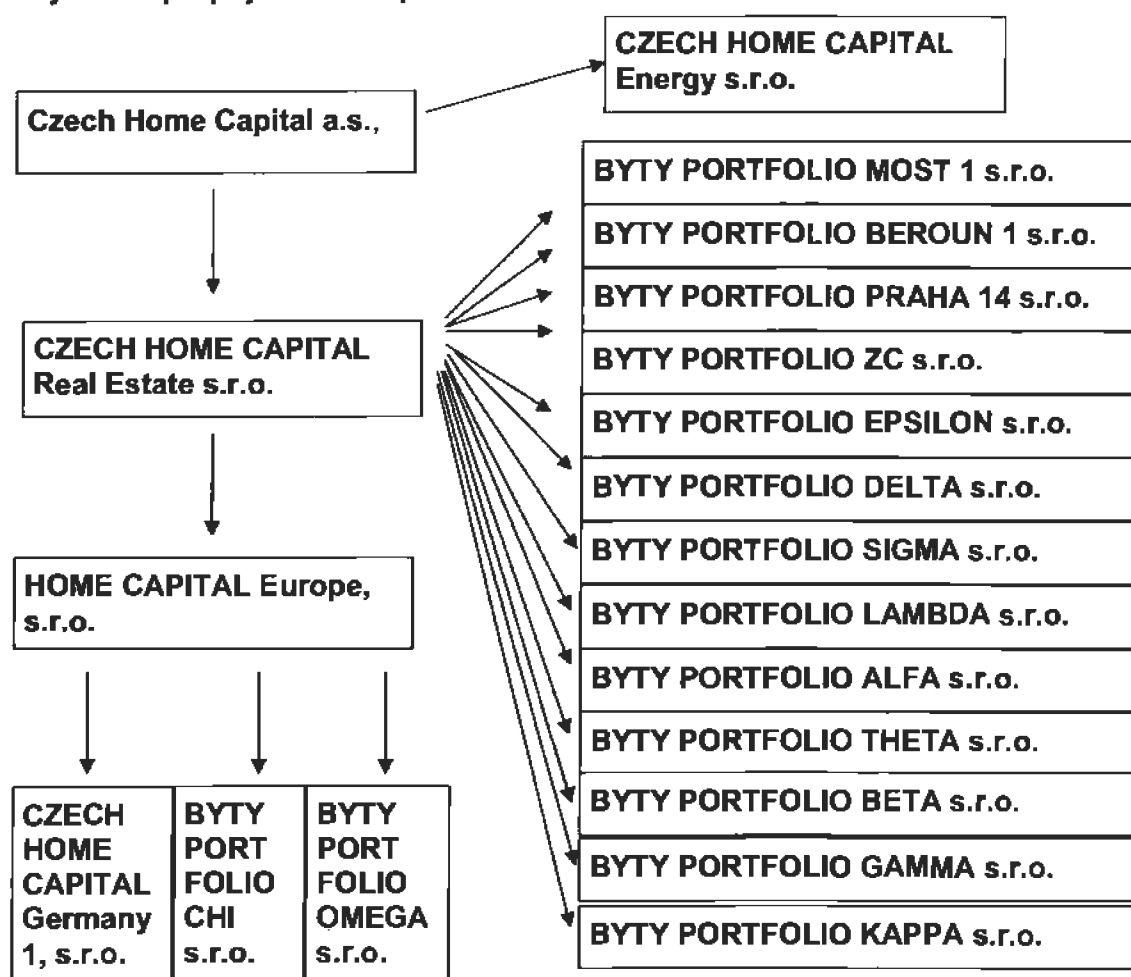 CZECH HOME CAPITAL
Energy s.r.o.
Czech Home Capital a.s.,
BYTY PORTFOLIO MOST 1 s.r.o.
BYTY PORTFOLIO BEROUN 1 s.r.o.
BYTY PORTFOLIO PRAHA 14 s.r.o.
CZECH HOME CAPITAL
Real Estate s.r.o.
BYTY PORTFOLIO ZC s.r.o.
BYTY PORTFOLIO EPSILON s.r.o.
BYTY PORTFOLIO DELTA s.r.o.
BYTY PORTFOLIO SIGMA s.r.o.
HOME CAPITAL Europe,
s.r.o.
BYTY PORTFOLIO LAMBDA s.r.o.
BYTY PORTFOLIO ALFA s.r.o.
BYTY PORTFOLIO THETA s.r.o.
BYTY PORTFOLIO BETA s.r.o.
BYTY PORTFOLIO GAMMA s.r.o.
BYTY PORTFOLIO KAPPA s.r.o.
CZECH
HOME
CAPITAL
Germany
1, s.r.o.
BYTY
PORT
FOLIO
CHI
s.r.o.
BYTY
PORT
FOLIO
OMEGA
s.r.o.